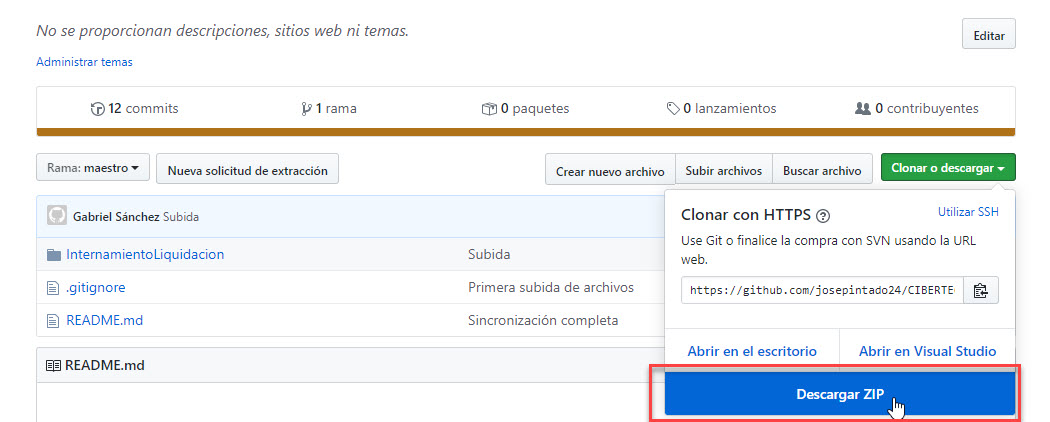 No se proporcionan descripciones, sitios web ni temas.
Editar
Administrar temas
12 commits
1 rama
0 paquetes
0 lanzamientos
0 contribuyentes
Rama: maestro
Nueva solicitud de extracción
Crear nuevo archivo
Subir archivos
Buscar archivo
Clonar o descargar
Gabriel Sánchez Subida
InternamientoLiquidacion
Subida
.gitignore
Primera subida de archivos
README.md
Sincronización completa
README.md
Clonar con HTTPS
Utilizar SSH
Use Git o finalice la compra con SVN usando la URL
web.
https://github.com/josepintado24/CIBERTE
Abrir en el escritorio
Abrir en Visual Studio
Descargar ZIP